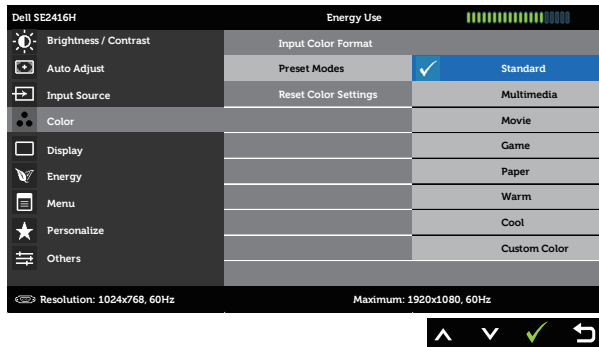 Dell SE2416H
Energy Use
Brightness / Contrast
Auto Adjust
Input Source
Color
Display
Energy
Menu
Personalize
Others
Input Color Format
Preset Modes
Reset Color Settings
Standard
Multimedia
Movie
Game
Paper
Warm
Cool
Custom Color
Resolution: 1024x768, 60Hz
Maximum: 1920x1080, 60Hz